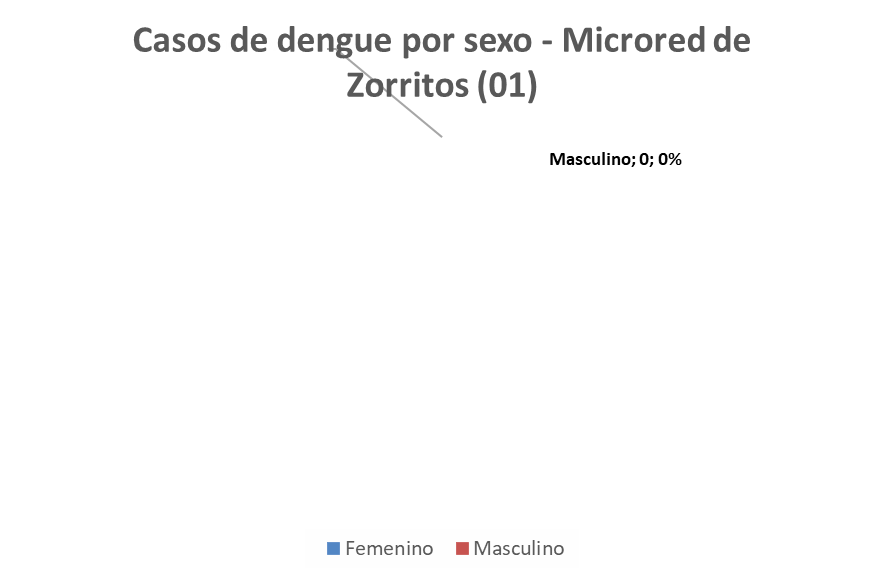 Casos de dengue por sexo - Microred de
Zorritos (01)
Masculino; 0; 0%
Femenino
Masculino